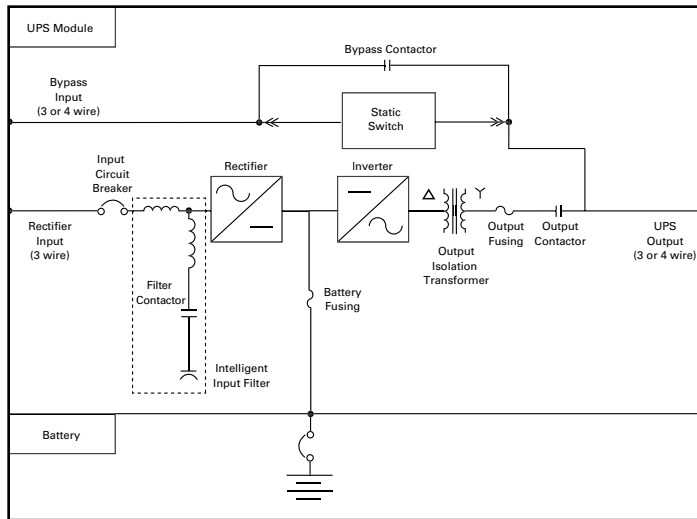 UPS Module
Bypass Contactor
Bypass
Input
(3 or 4 wire)
Static
Switch
Input
Circuit
Breaker
Rectifier
Inverter
Rectifier
Input
(3 wire)
Filter
Contactor
Battery
Fusing
Output
Isolation
Transformer
Output
Fusing
Output
Contactor
UPS
Output
(3 or 4 wire)
Intelligent
Input Filter
Battery